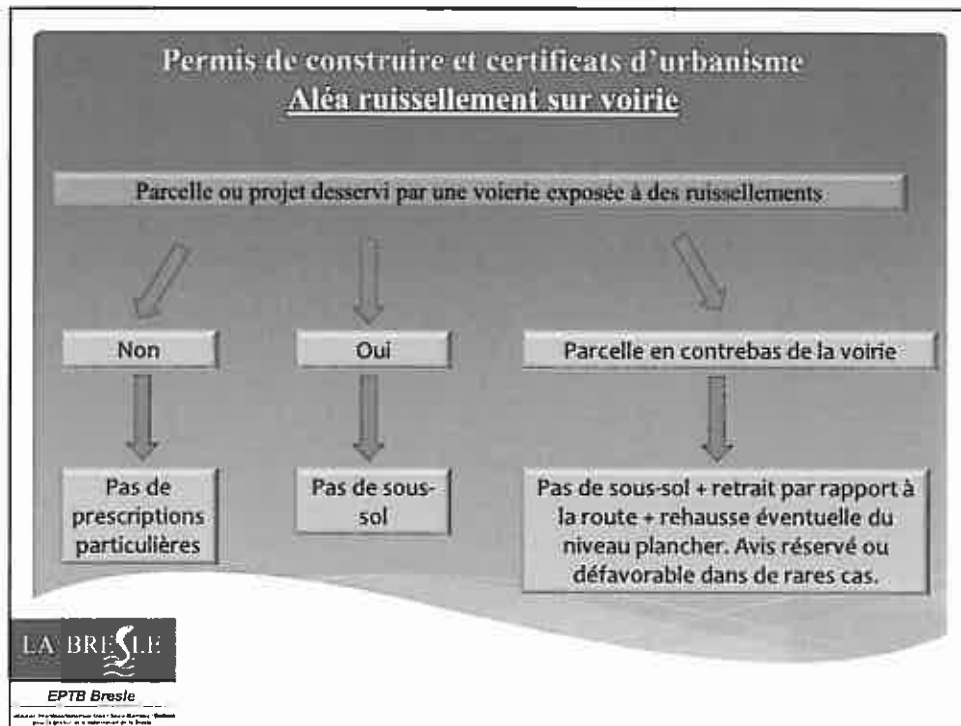 Permis de construire et certificats d'urbanisme
Aléa ruissellement sur voirie
Parcelle ou projet desservi par une voierie exposée à des ruissellements
Non
Oui
Parcelle en contrebas de la voirie
Pas de
prescriptions
particulières
Pas de sous-
sol
Pas de sous-sol + retrait par rapport à
la route + rehausse éventuelle du
niveau plancher. Avis réservé ou
défavorable dans de rares cas.
LA BRESLE
EPTB Bresle